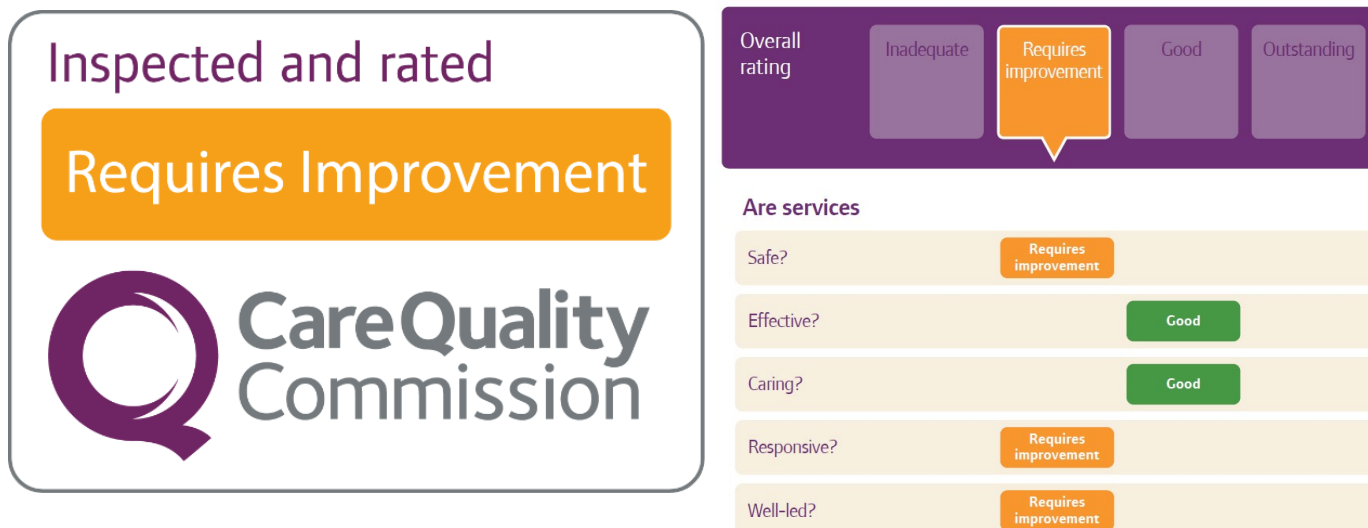 Inspected and rated
Requires Improvement
CareQuality
Commission
Overall
rating
Inadequate
Requires
improvement
Good
Outstanding
Are services
Safe?
Requires
improvement
Effective?
Good
Caring?
Good
Responsive?
Requires
improvement
Well-led?
Requires
improvement